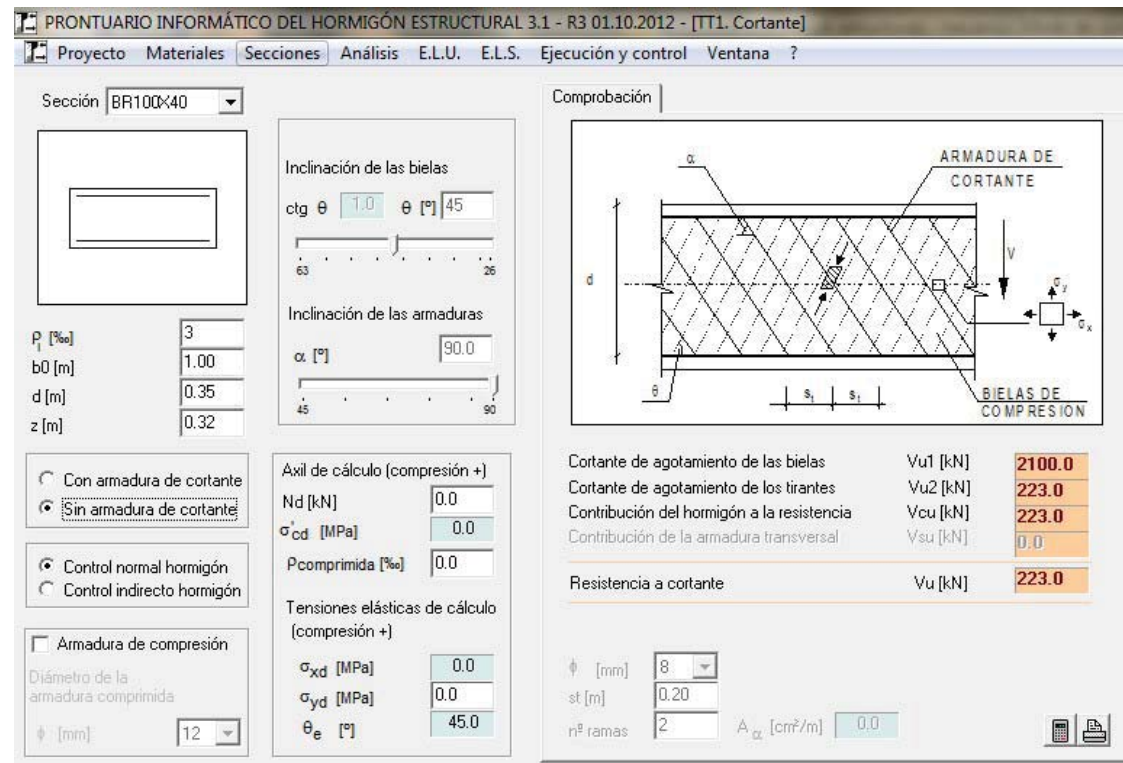 PRONTUARIO INFORMÁTICO DEL HORMIGÓN ESTRUCTURAL 3.1 - R3 01.10.2012 - [TT1. Cortante]
Proyecto Materiales Secciones Análisis E.L.U. E.L.S. Ejecución y control Ventana ?
Sección BR100X40
ρl [‰] 3
b0 [m] 1.00
d [m] 0.35
z [m] 0.32
Con armadura de cortante
Sin armadura de cortante
Control normal hormigón
Control indirecto hormigón
Armadura de compresión
Diámetro de la
armadura comprimida
ϕ [mm] 12
Inclinación de las bielas
ctg θ 1.0 θ [º] 45
63 26
Inclinación de las armaduras
α [º] 90.0
45 90
Axil de cálculo (compresión +)
Nd [kN] 0.0
σ'cd [MPa] 0.0
ρcomprimida [‰] 0.0
Tensiones elásticas de cálculo
(compresión +)
σxd [MPa] 0.0
σyd [MPa] 0.0
θe [º] 45.0
Comprobación
α
ARMADURA DE
CORTANTE
d
V
σy
σx
θ
st st
BIELAS DE
COMPRESION
Cortante de agotamiento de las bielas Vu1 [kN] 2100.0
Cortante de agotamiento de los tirantes Vu2 [kN] 223.0
Contribución del hormigón a la resistencia Vcu [kN] 223.0
Contribución de la armadura transversal Vsu [kN] 0.0
Resistencia a cortante Vu [kN] 223.0
ϕ [mm] 8
st [m] 0.20
nº ramas 2 Aα [cm²/m] 0.0